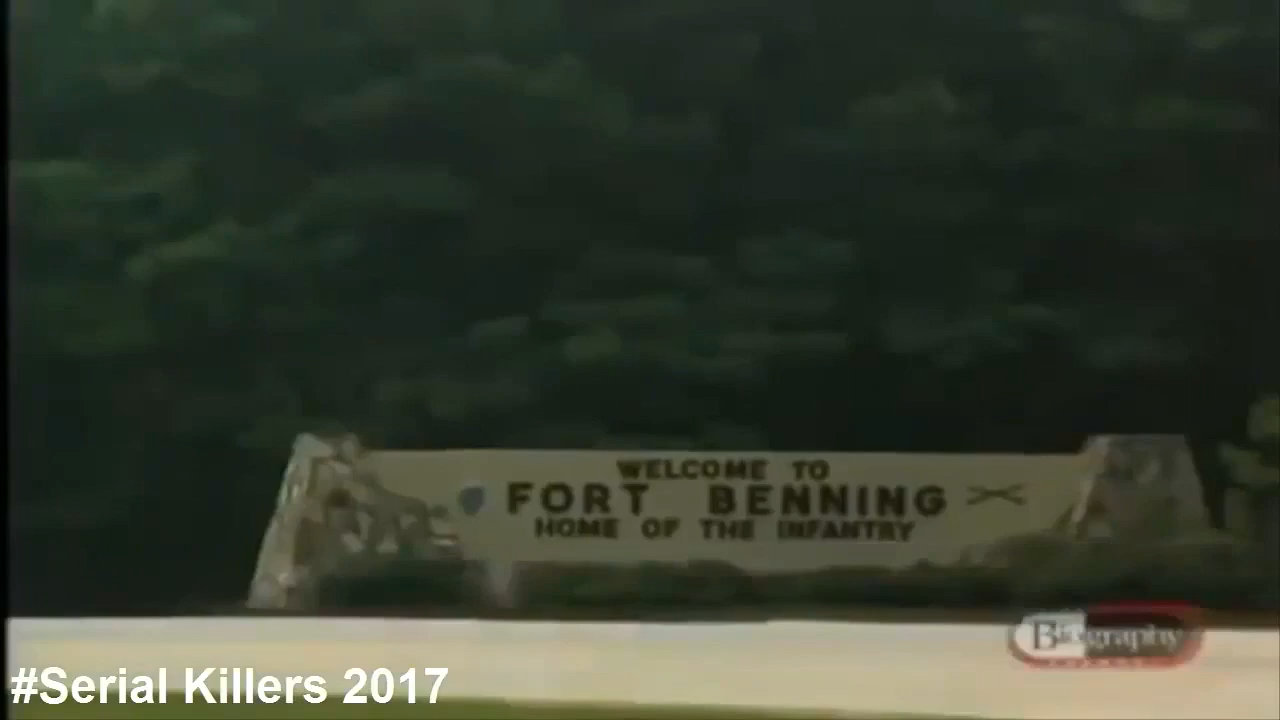 WELCOME TO
FORT BENNING
HOME OF THE INFANTRY
Biography
#Serial Killers 2017